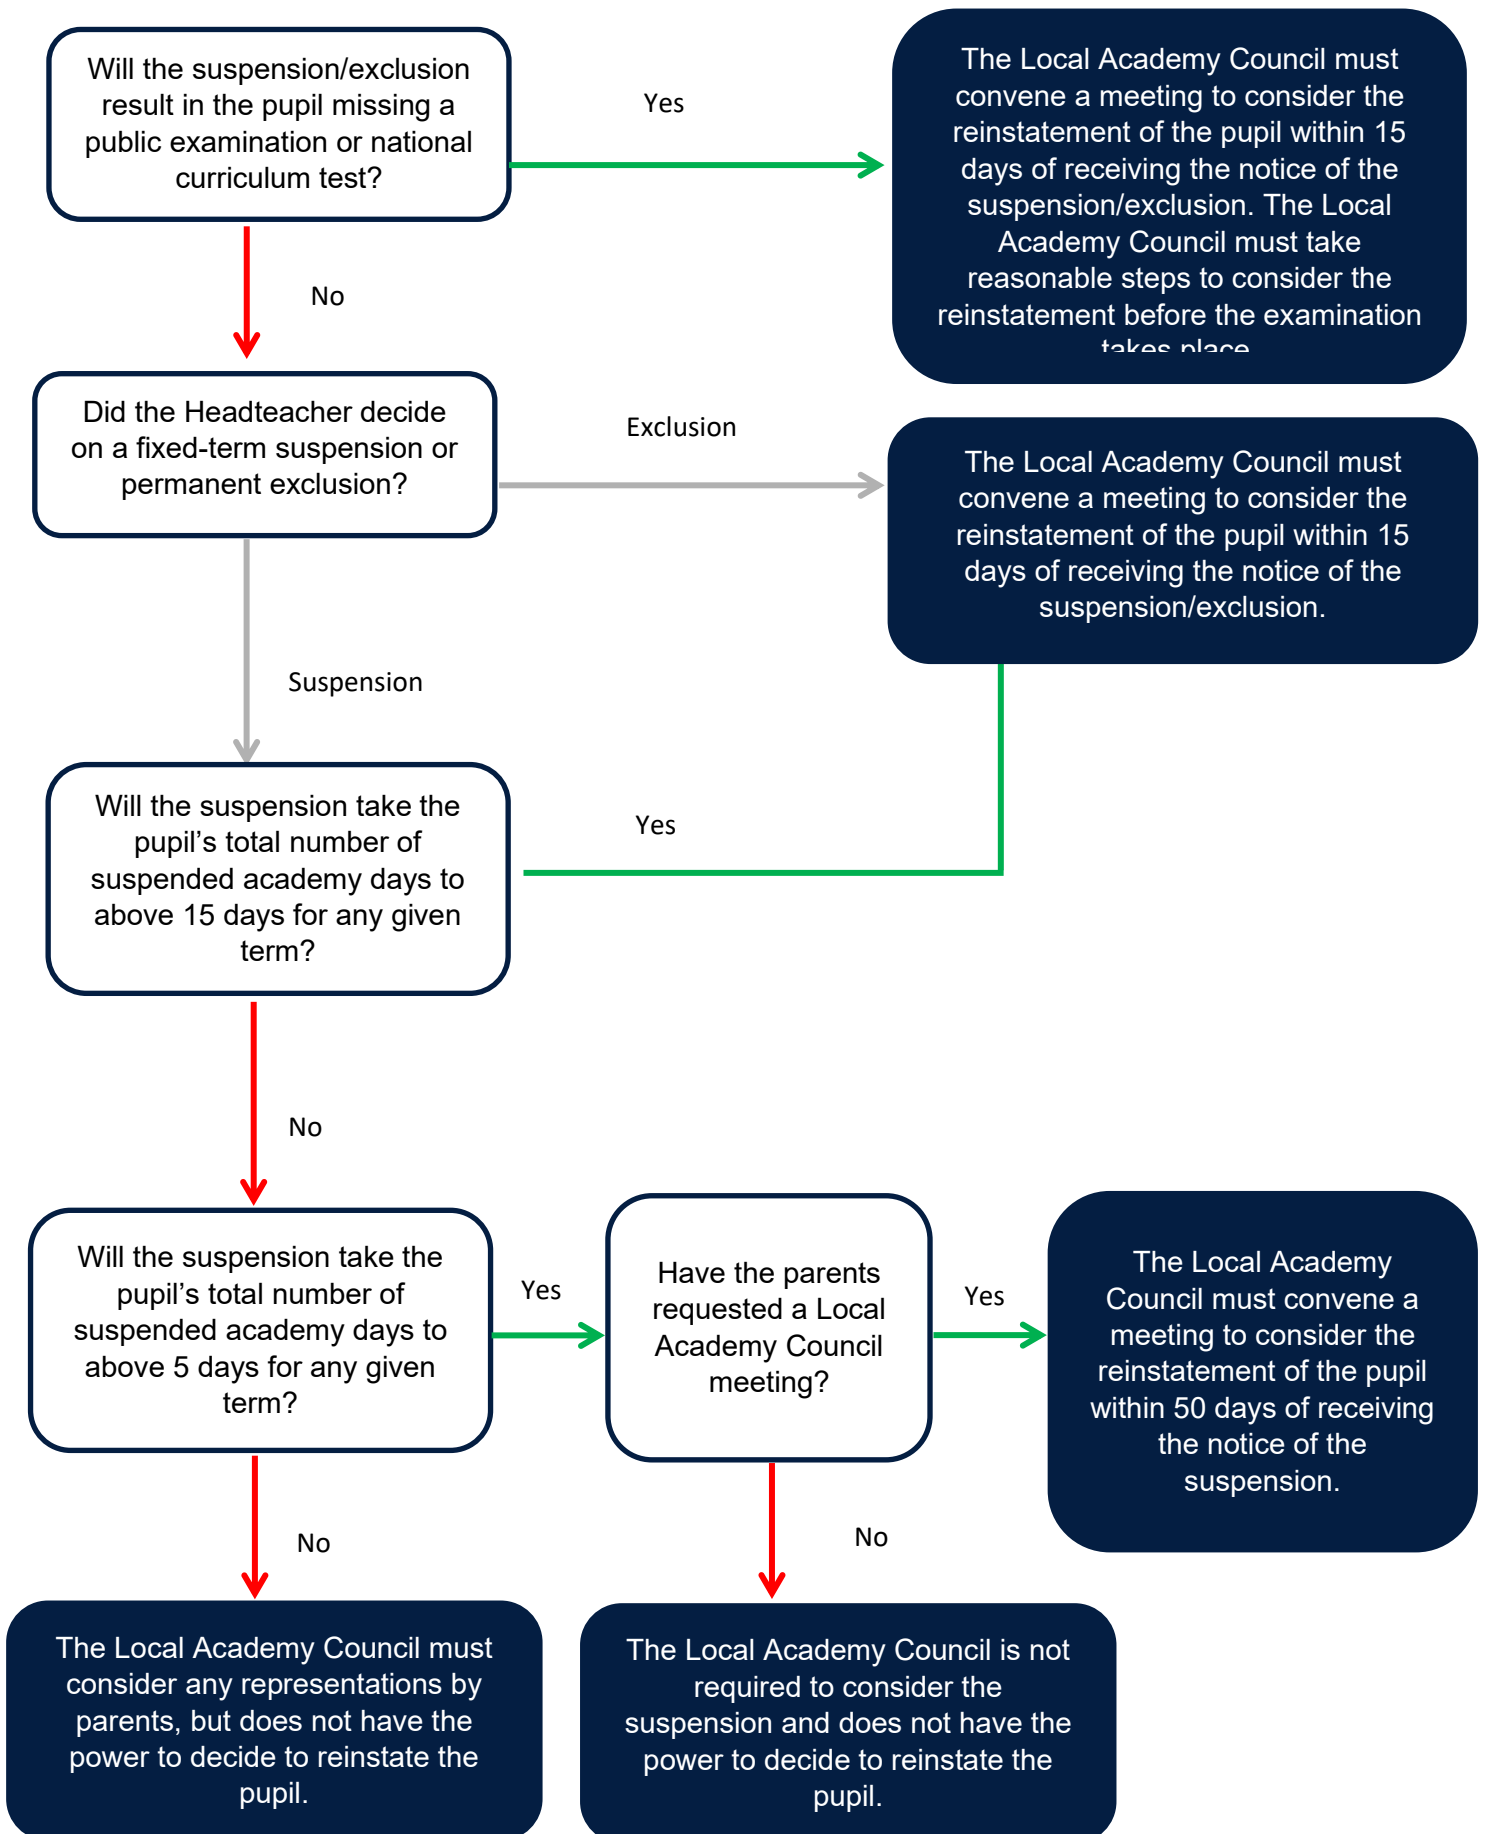 Will the suspension/exclusion
result in the pupil missing a
public examination or national
curriculum test?
Yes
The Local Academy Council must
convene a meeting to consider the
reinstatement of the pupil within 15
days of receiving the notice of the
suspension/exclusion. The Local
Academy Council must take
reasonable steps to consider the
reinstatement before the examination
takes place
No
Did the Headteacher decide
on a fixed-term suspension or
permanent exclusion?
Exclusion
The Local Academy Council must
convene a meeting to consider the
reinstatement of the pupil within 15
days of receiving the notice of the
suspension/exclusion.
Suspension
Will the suspension take the
pupil’s total number of
suspended academy days to
above 15 days for any given
term?
Yes
No
Will the suspension take the
pupil’s total number of
suspended academy days to
above 5 days for any given
term?
Yes
Have the parents
requested a Local
Academy Council
meeting?
Yes
The Local Academy
Council must convene a
meeting to consider the
reinstatement of the pupil
within 50 days of receiving
the notice of the
suspension.
No
No
The Local Academy Council must
consider any representations by
parents, but does not have the
power to decide to reinstate the
pupil.
The Local Academy Council is not
required to consider the
suspension and does not have the
power to decide to reinstate the
pupil.